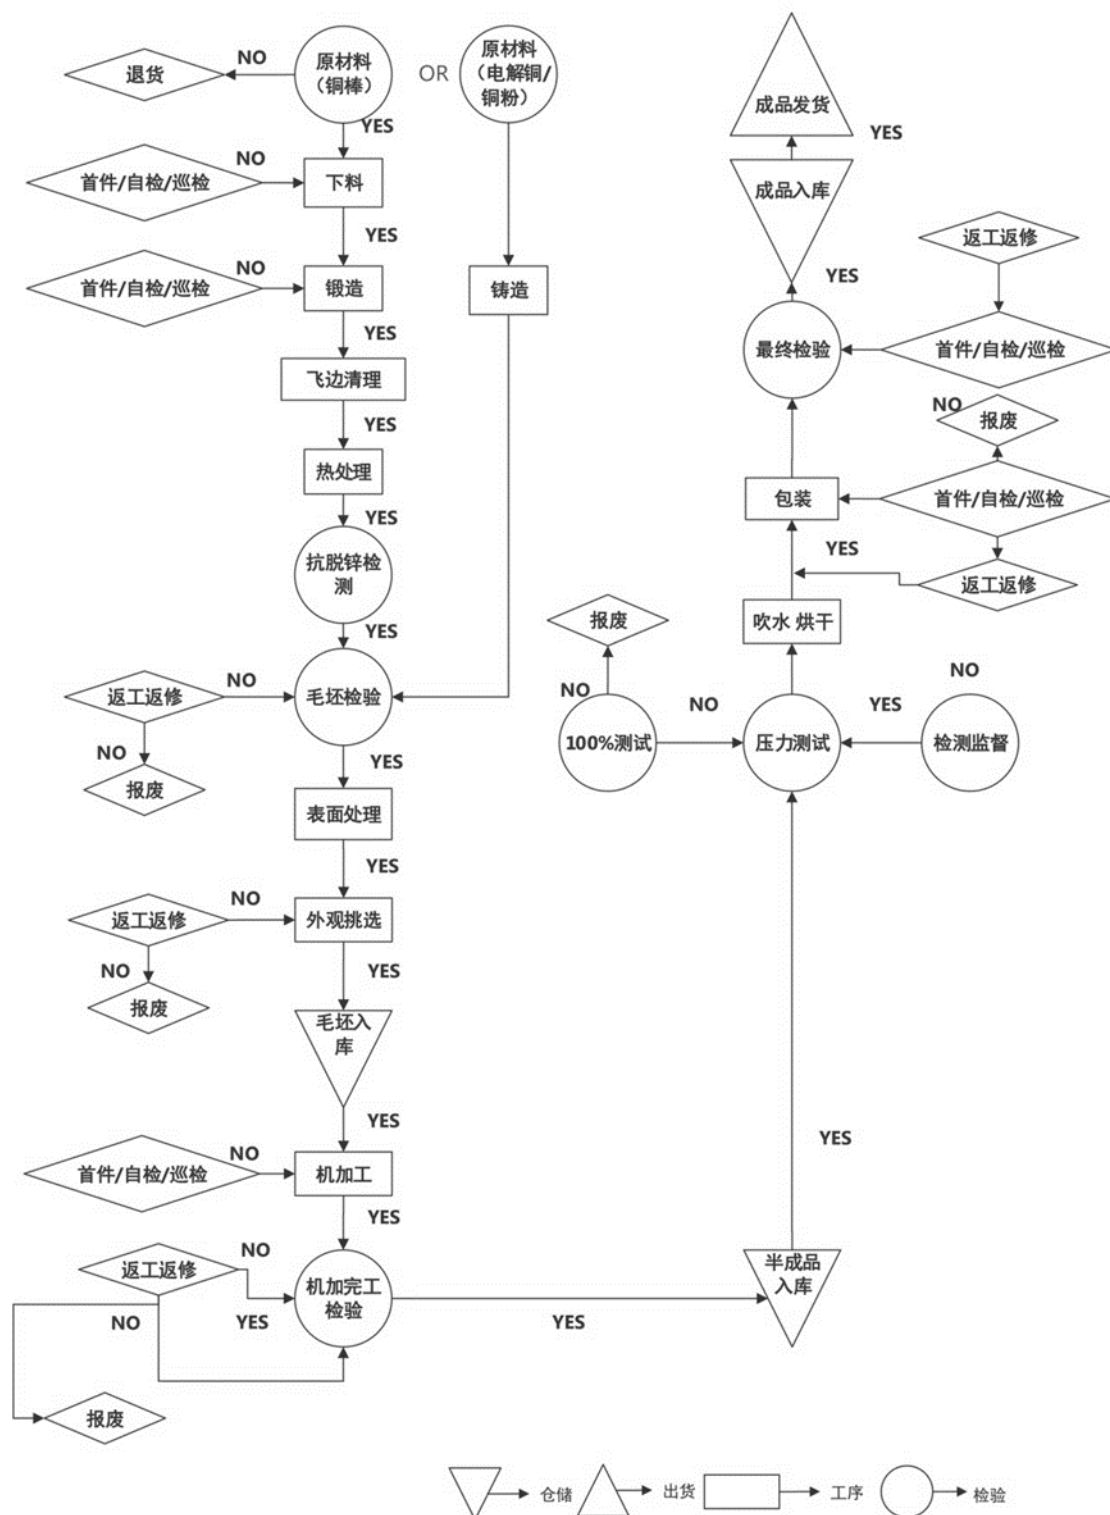 原材料
（铜棒）
NO
退货
OR
原材料
（电解铜/
铜粉）
YES
首件/自检/巡检
NO
下料
YES
首件/自检/巡检
NO
锻造
铸造
YES
飞边清理
YES
热处理
YES
抗脱锌检
测
YES
返工返修
NO
毛坯检验
NO
报废
YES
表面处理
YES
返工返修
NO
外观挑选
NO
报废
YES
毛坯入
库
YES
首件/自检/巡检
NO
机加工
YES
返工返修
NO
YES
机加完工
检验
NO
报废
YES
半成品
入库
YES
100%测试
NO
报废
NO
压力测试
YES
NO
检测监督
吹水 烘干
YES
返工返修
包装
首件/自检/巡检
NO
报废
最终检验
首件/自检/巡检
返工返修
YES
成品入库
YES
成品发货
仓储
出货
工序
检验